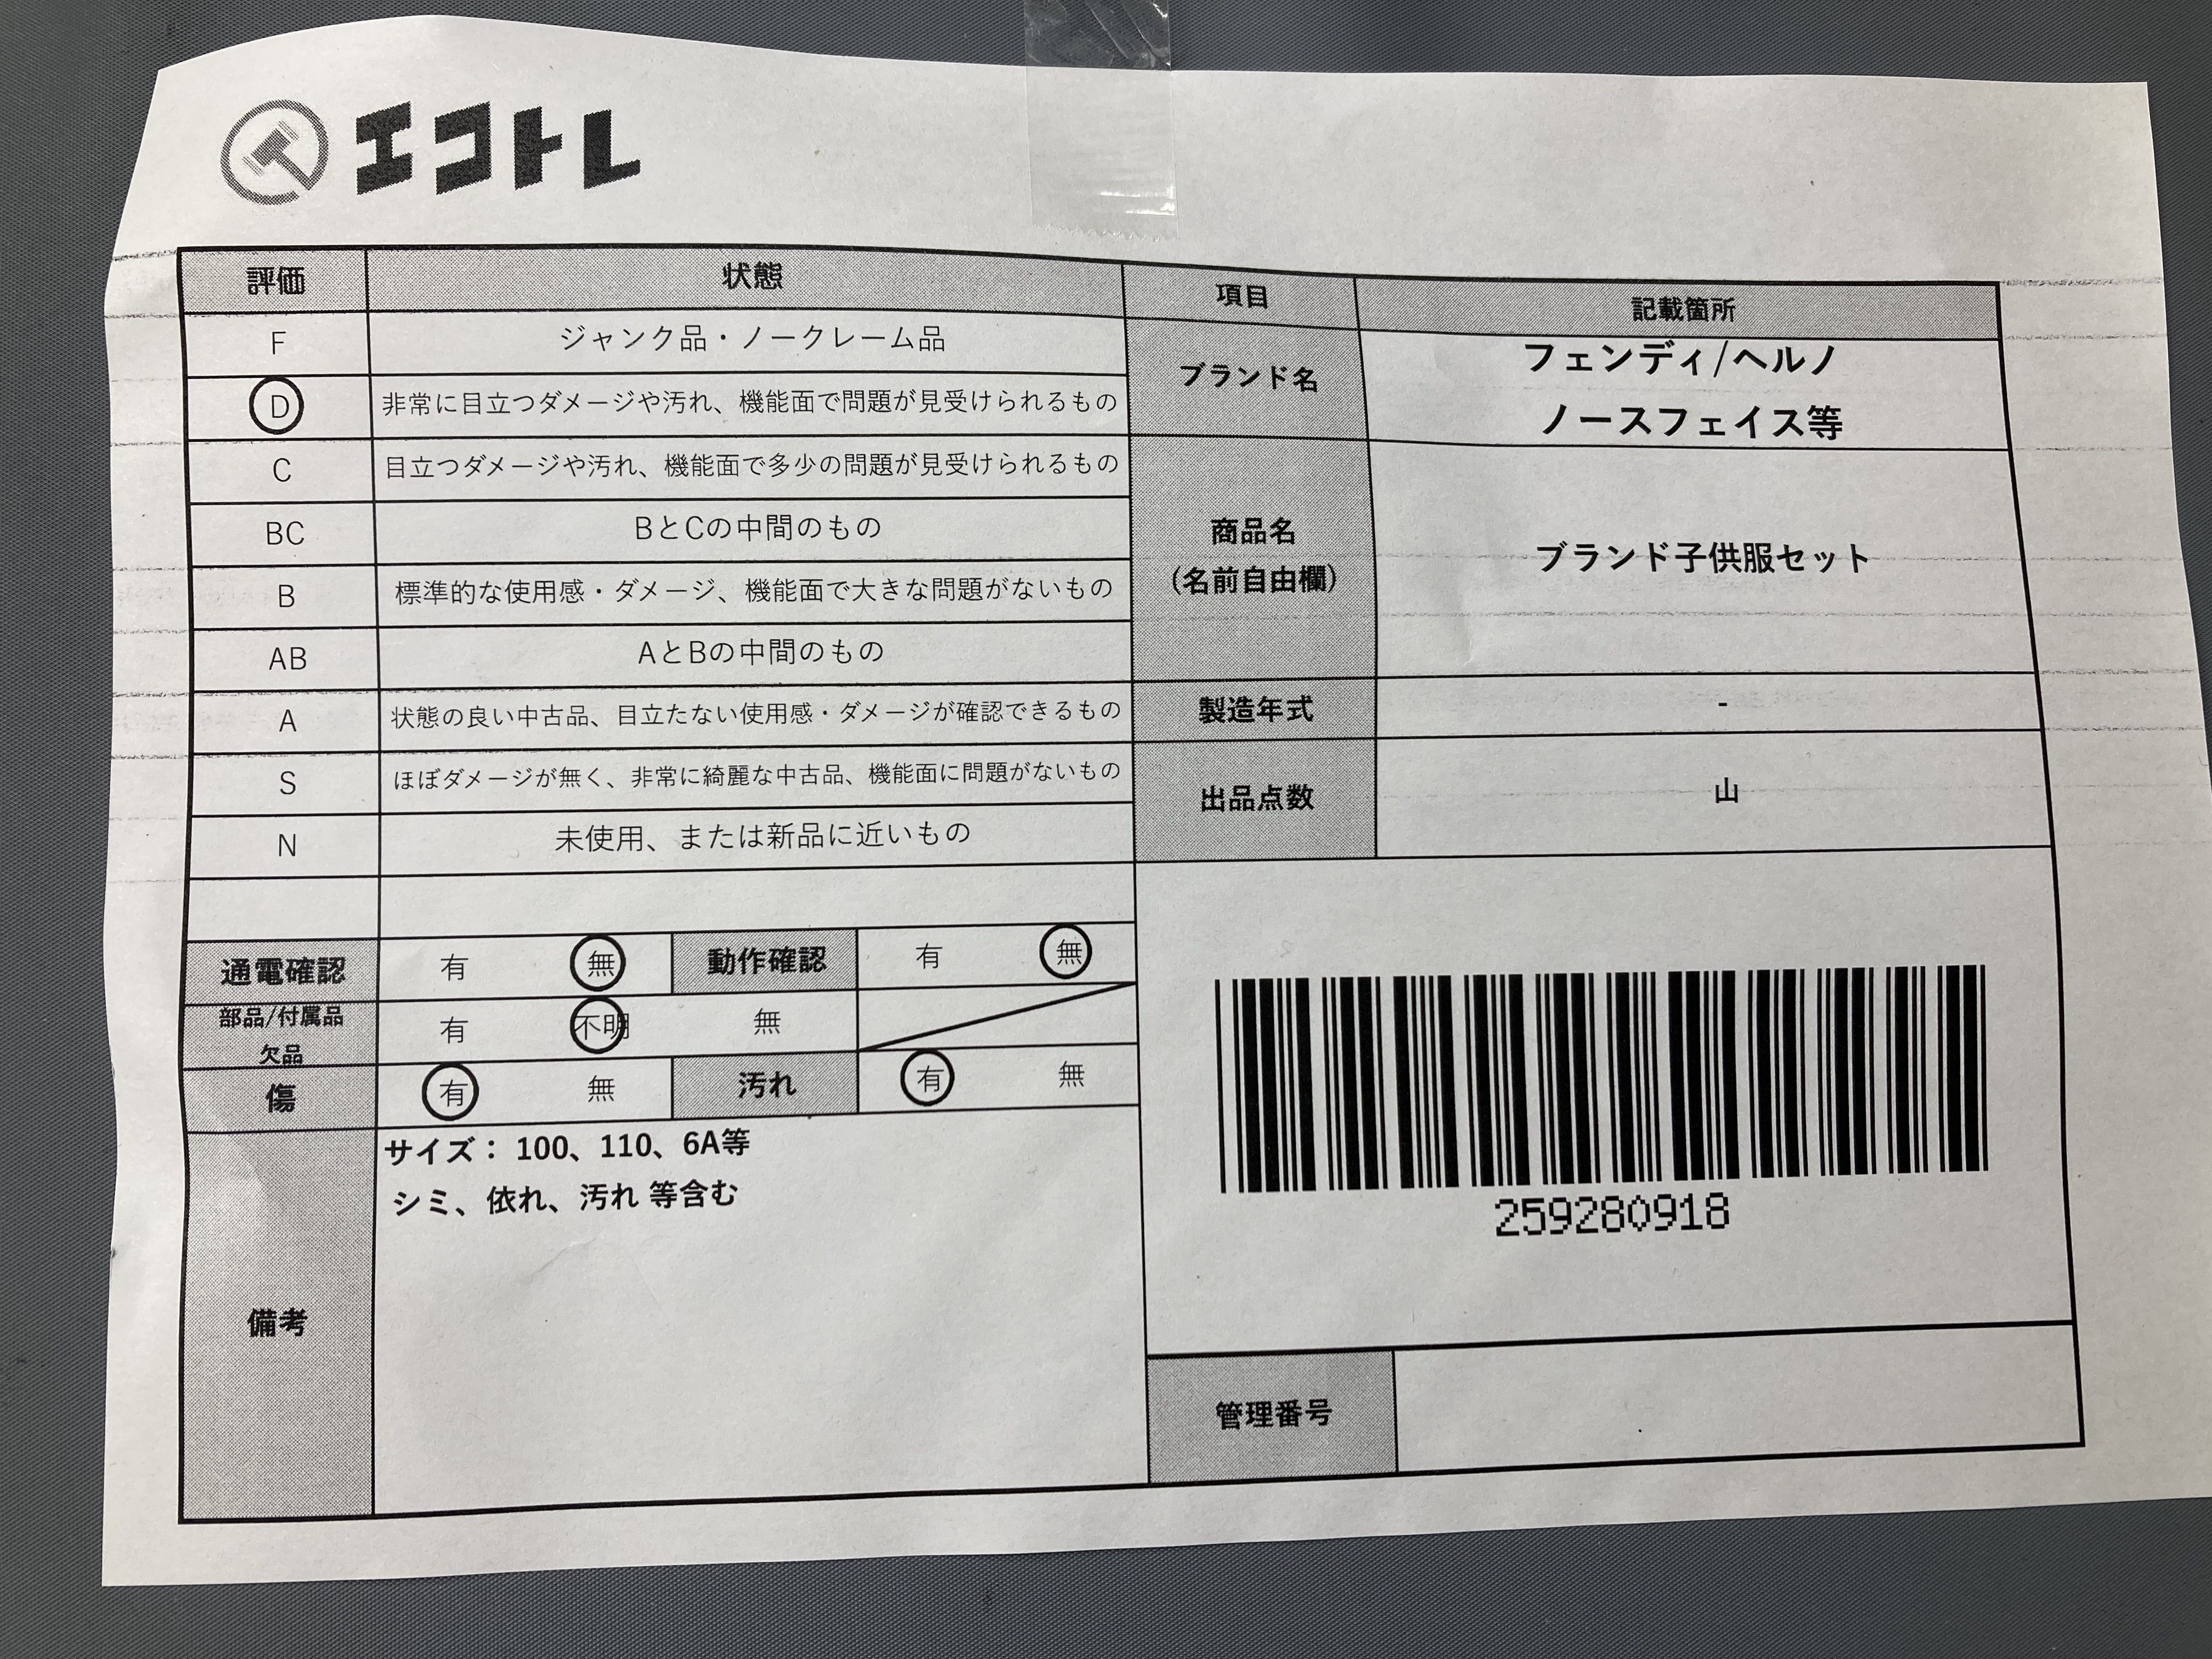 エコトレ
評価 状態
F ジャンク品・ノークレーム品
D 非常に目立つダメージや汚れ、機能面で問題が見受けられるもの
C 目立つダメージや汚れ、機能面で多少の問題が見受けられるもの
BC BとCの中間のもの
B 標準的な使用感・ダメージ、機能面で大きな問題がないもの
AB AとBの中間のもの
A 状態の良い中古品、目立たない使用感・ダメージが確認できるもの
S ほぼダメージが無く、非常に綺麗な中古品、機能面に問題がないもの
N 未使用、または新品に近いもの
通電確認 有 無 動作確認 有 無
部品/付属品
欠品 有 不明 無
傷 有 無 汚れ 有 無
備考
サイズ： 100、110、6A等
シミ、依れ、汚れ 等含む
項目 記載箇所
ブランド名
フェンディ/ヘルノ
ノースフェイス等
商品名
（名前自由欄）
ブランド子供服セット
製造年式 -
出品点数 山
259280918
管理番号